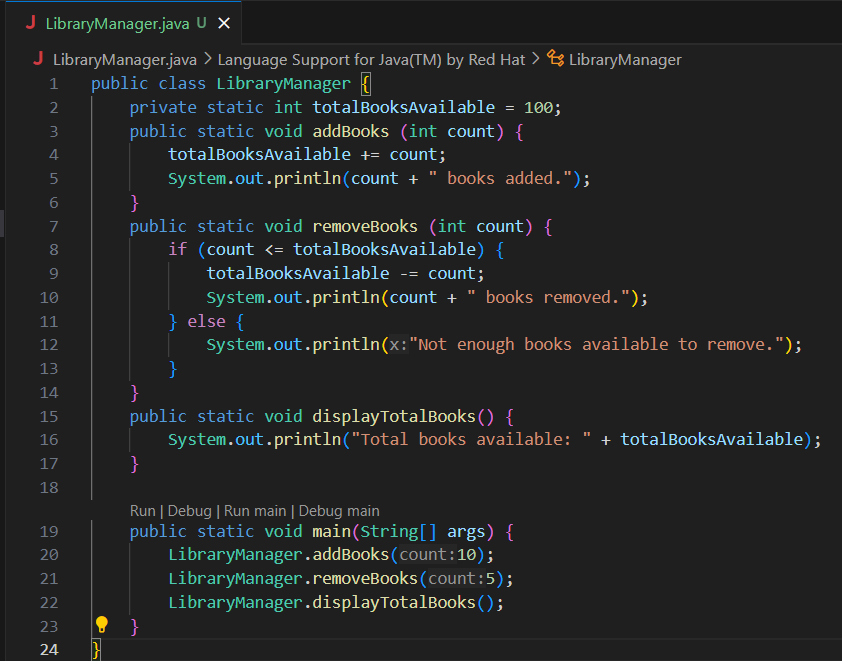 J LibraryManager.java U ×
J LibraryManager.java > Language Support for Java(TM) by Red Hat > LibraryManager
1 public class LibraryManager {
2     private static int totalBooksAvailable = 100;
3     public static void addBooks (int count) {
4         totalBooksAvailable += count;
5         System.out.println(count + " books added.");
6     }
7     public static void removeBooks (int count) {
8         if (count <= totalBooksAvailable) {
9             totalBooksAvailable -= count;
10             System.out.println(count + " books removed.");
11         } else {
12             System.out.println(x:"Not enough books available to remove.");
13         }
14     }
15     public static void displayTotalBooks() {
16         System.out.println("Total books available: " + totalBooksAvailable);
17     }
18
Run | Debug | Run main | Debug main
19     public static void main(String[] args) {
20         LibraryManager.addBooks(count:10);
21         LibraryManager.removeBooks(count:5);
22         LibraryManager.displayTotalBooks();
23     }
24 }